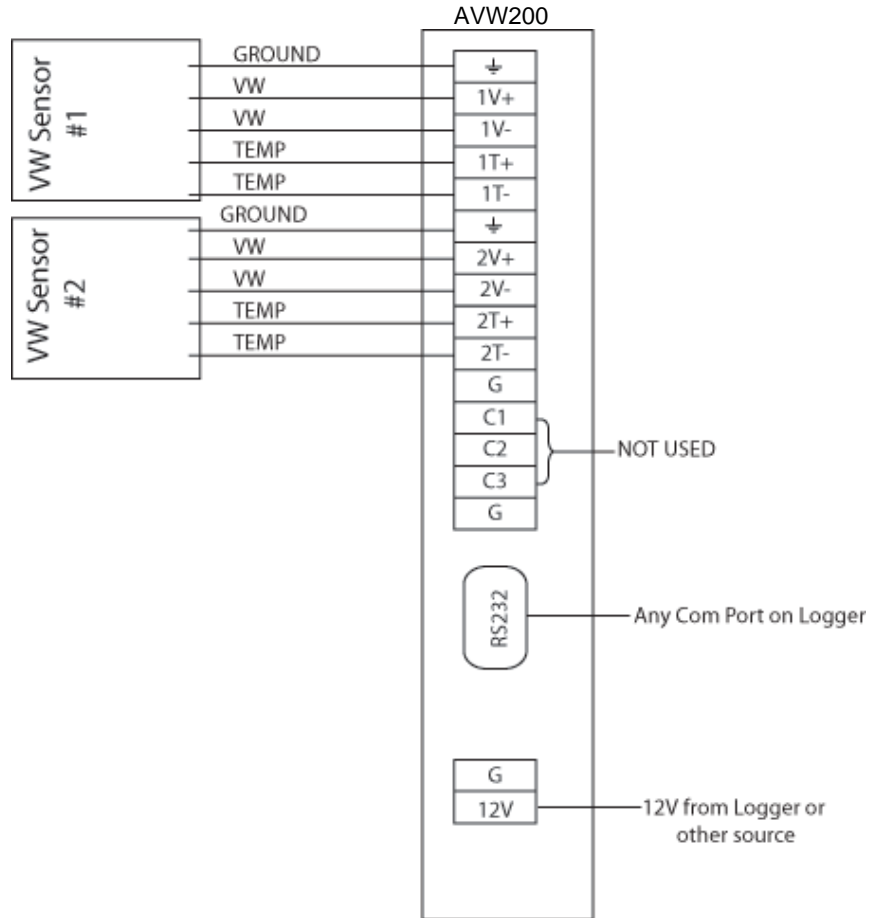 AVW200
VW Sensor
#1
GROUND
VW
VW
TEMP
TEMP
VW Sensor
#2
GROUND
VW
VW
TEMP
TEMP
⏚
1V+
1V-
1T+
1T-
⏚
2V+
2V-
2T+
2T-
G
C1
C2
C3
G
NOT USED
RS232
Any Com Port on Logger
G
12V
12V from Logger or
other source